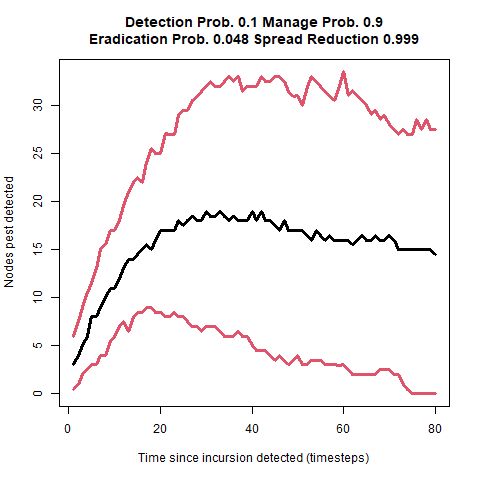 Detection Prob. 0.1 Manage Prob. 0.9
Eradication Prob. 0.048 Spread Reduction 0.999
Nodes pest detected
30
25
20
15
10
5
0
0 20 40 60 80
Time since incursion detected (timesteps)